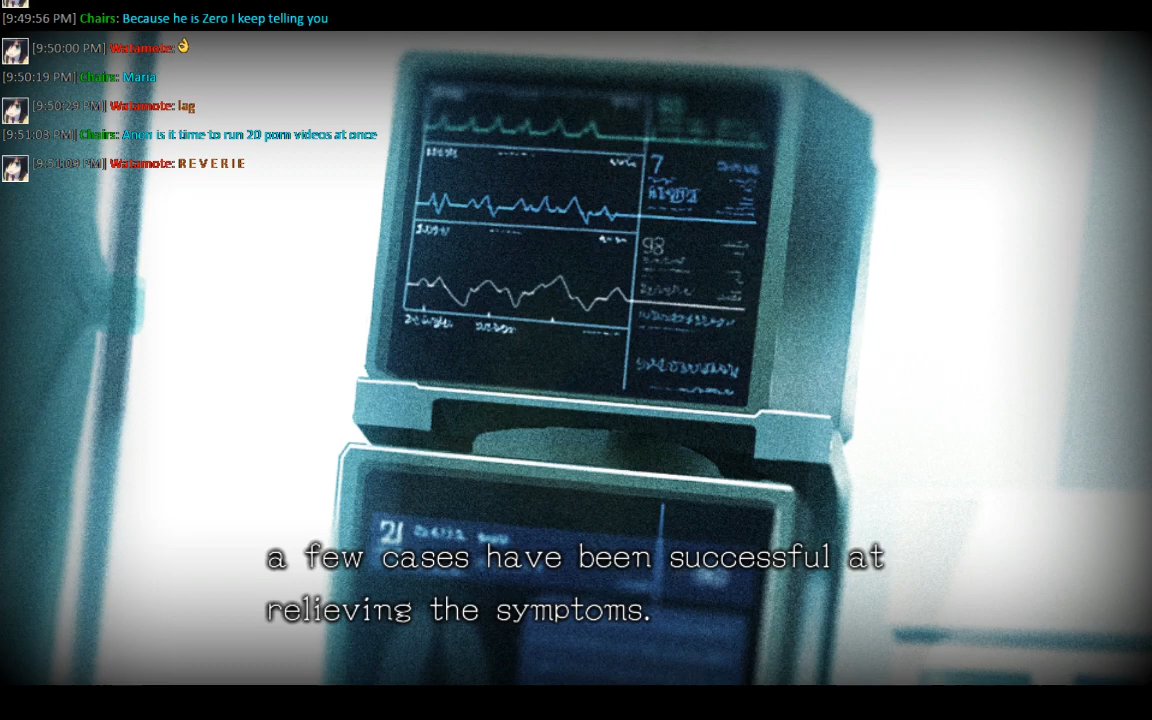 [9:49:56 PM] Chairs: Because he is Zero I keep telling you
[9:50:00 PM] Watamote: 👌
[9:50:19 PM] Chairs: Maria
[9:50:29 PM] Watamote: lag
[9:51:03 PM] Chairs: Anon is it time to run 20 porn videos at once
[9:51:09 PM] Watamote: R E V E R I E
7
98
21
a few cases have been successful at
relieving the symptoms.